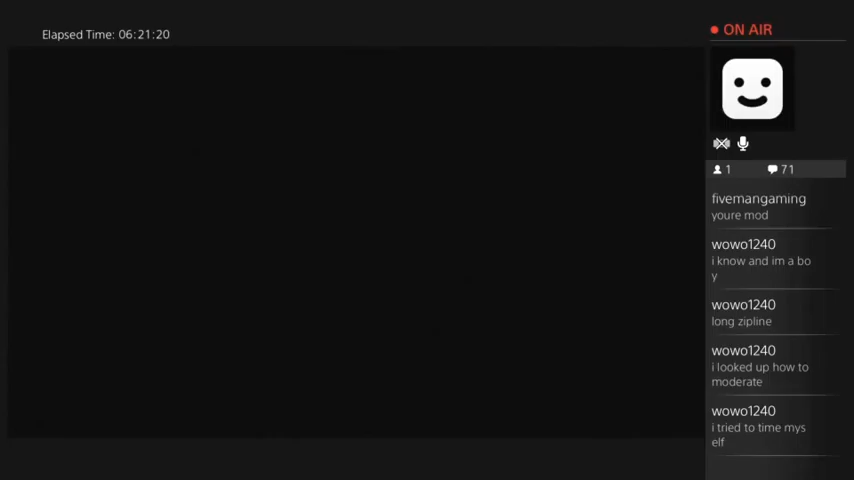 Elapsed Time: 06:21:20
ON AIR
1 71
fivemangaming
youre mod
wowo1240
i know and im a bo
y
wowo1240
long zipline
wowo1240
i looked up how to
moderate
wowo1240
i tried to time mys
elf